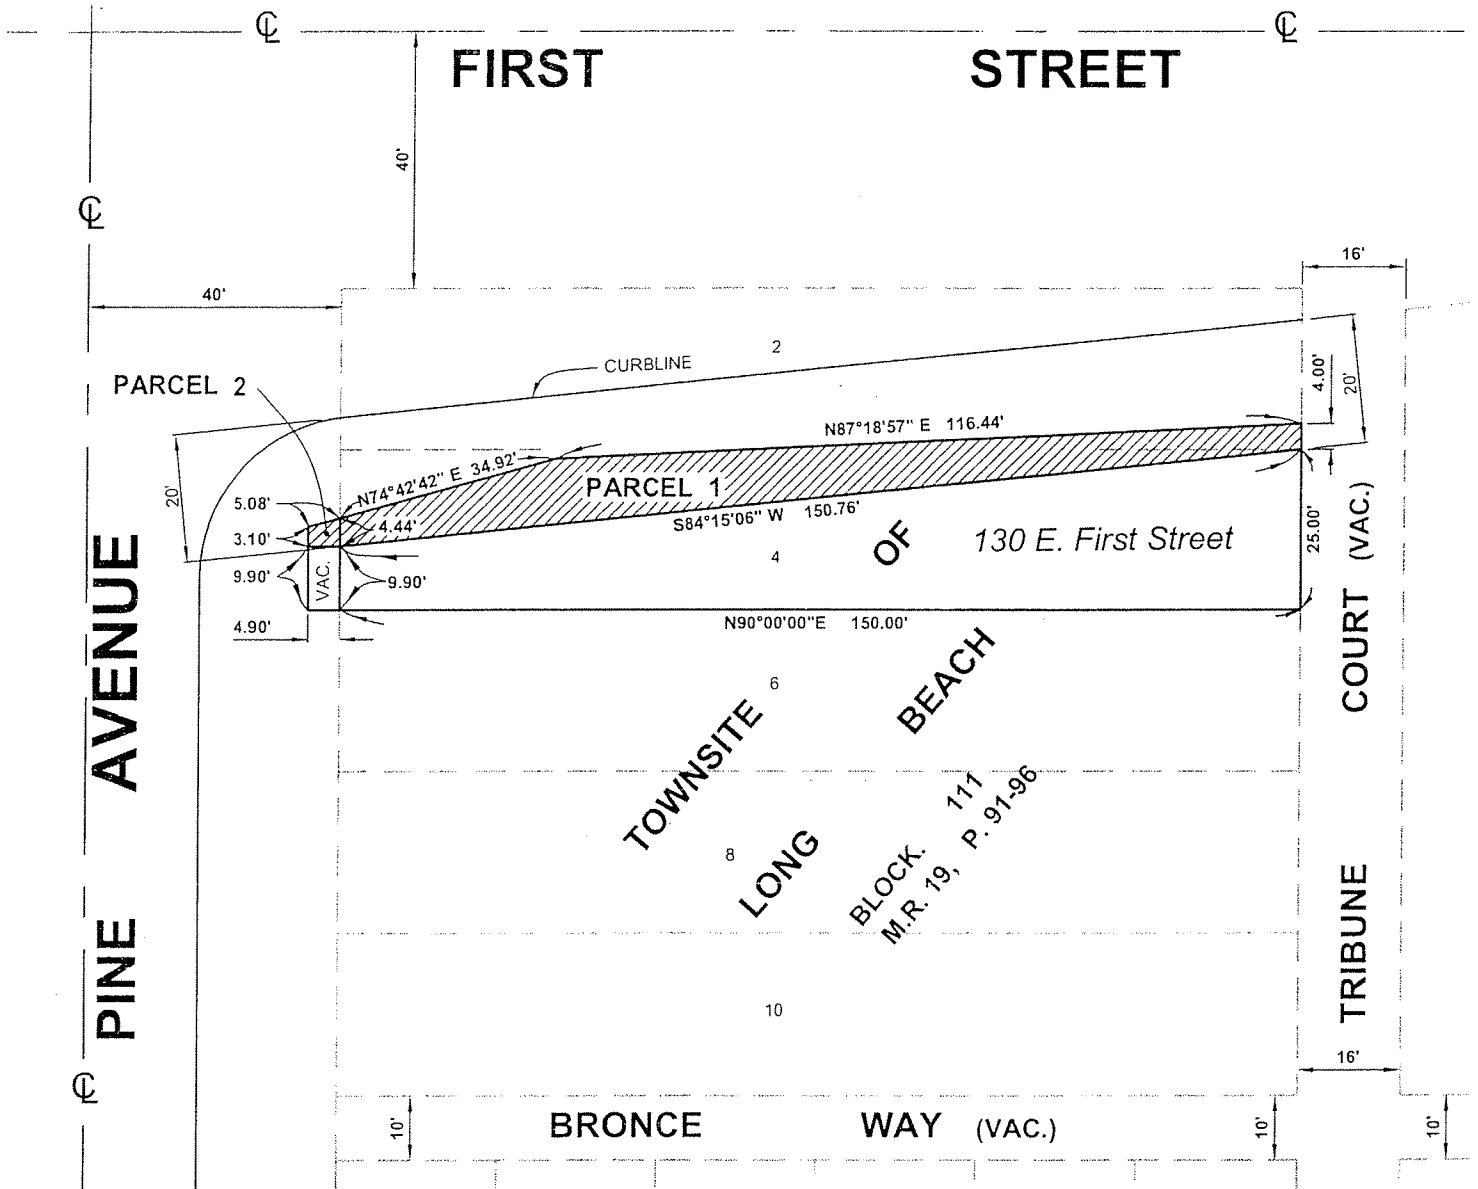 ℄
℄
FIRST STREET
40'
℄
16'
40'
2
CURBLINE
PARCEL 2
4.00'
20'
N87°18'57" E 116.44'
N74°42'42" E 34.92'
20'
PARCEL 1
5.08'
4.44'
S84°15'06" W 150.76'
3.10'
OF
130 E. First Street
25.00'
4
9.90'
VAC.
9.90'
4.90'
N90°00'00"E 150.00'
PINE AVENUE
TRIBUNE COURT (VAC.)
6
TOWNSITE OF
LONG BEACH
BLOCK. 111
M.R. 19, P. 91-96
8
10
℄
16'
10'
BRONCE WAY (VAC.)
10'
10'